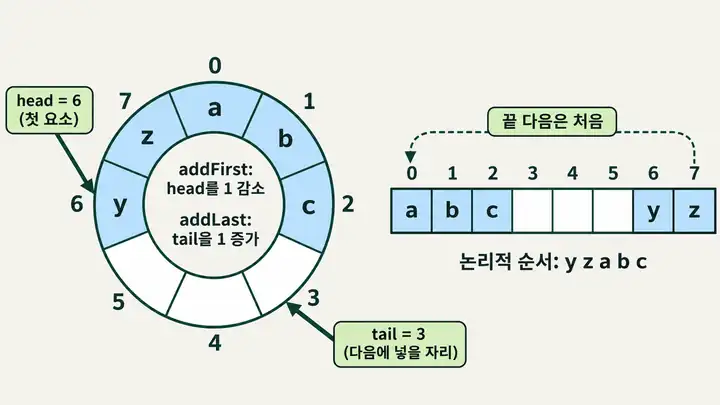 head = 6
(첫 요소)
0
1
2
3
4
5
6
7
a
b
c
y
z
addFirst:
head를 1 감소
addLast:
tail을 1 증가
tail = 3
(다음에 넣을 자리)
끝 다음은 처음
0 1 2 3 4 5 6 7
a b c y z
논리적 순서: y z a b c